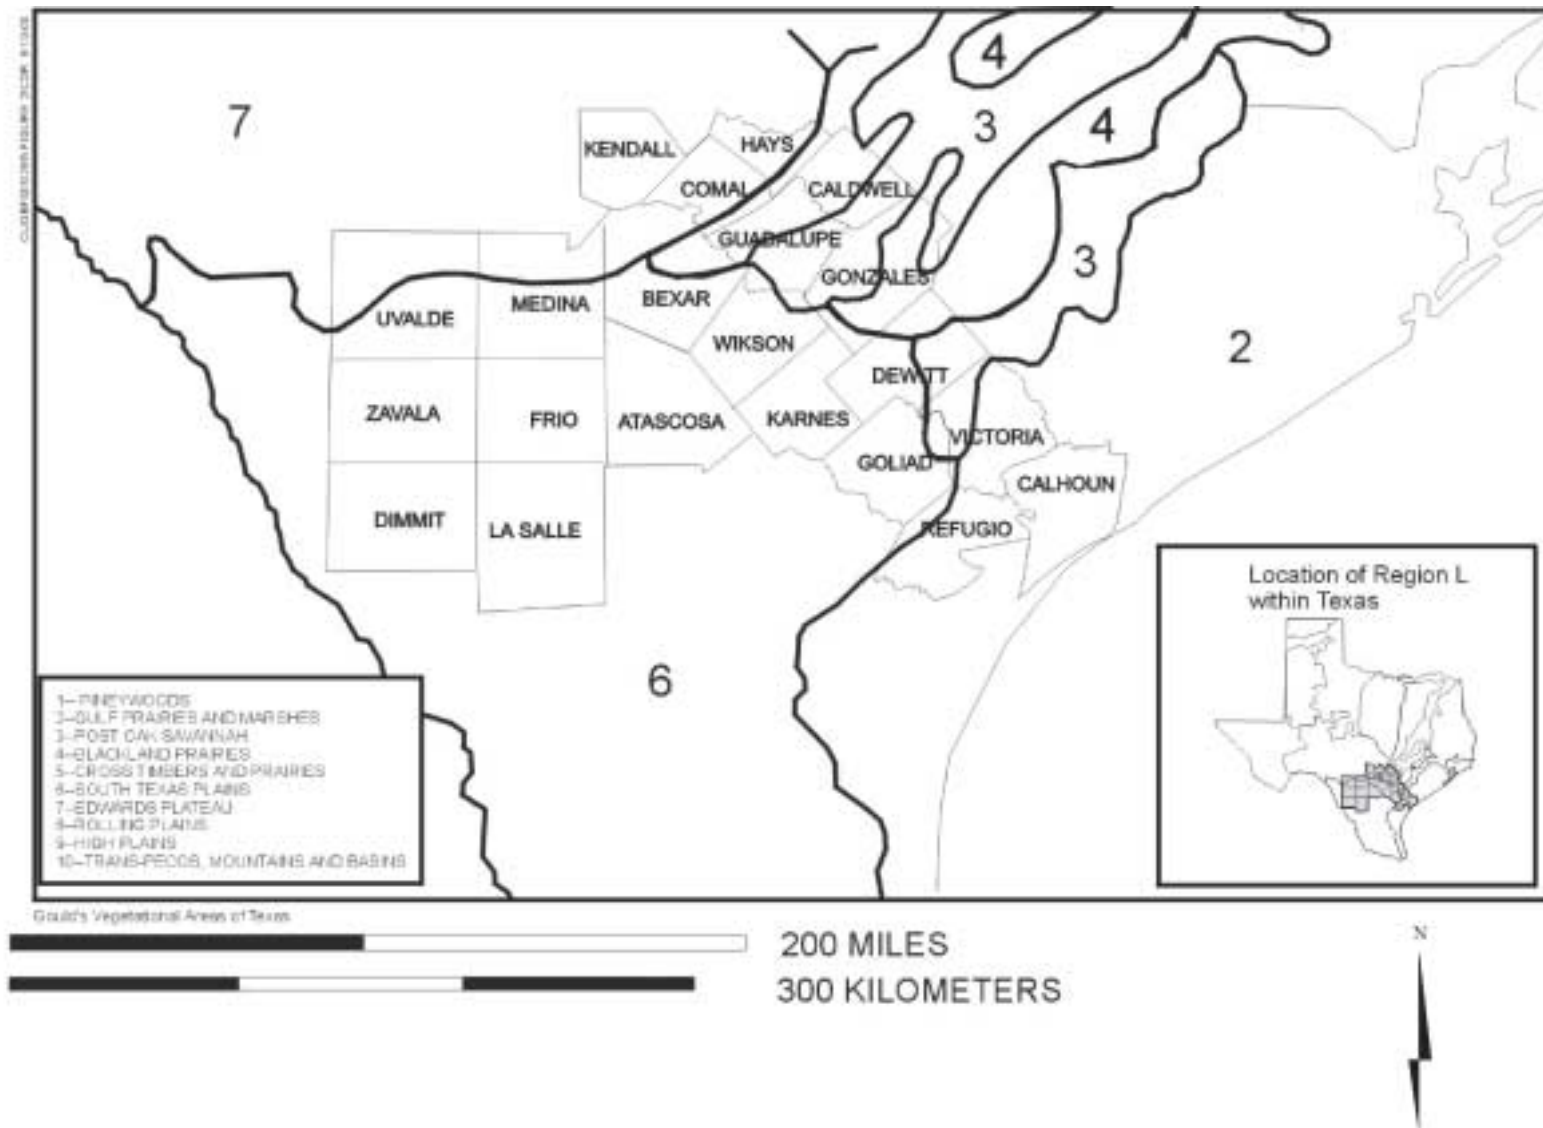 7
4
3
4
3
2
6
KENDALL
HAYS
COMAL
CALDWELL
GUADALUPE
GONZALES
UVALDE
MEDINA
BEXAR
WIKSON
DEWITT
ZAVALA
FRIO
ATASCOSA
KARNES
VICTORIA
GOLIAD
CALHOUN
DIMMIT
LA SALLE
REFUGIO
Location of Region L
within Texas
1--PINEYWOODS
2--GULF PRAIRIES AND MARSHES
3--POST OAK SAVANNAH
4--BLACKLAND PRAIRIES
5--CROSS TIMBERS AND PRAIRIES
6--SOUTH TEXAS PLAINS
7--EDWARDS PLATEAU
8--ROLLING PLAINS
9--HIGH PLAINS
10--TRANS-PECOS, MOUNTAINS AND BASINS
Gould's Vegetational Areas of Texas
200 MILES
300 KILOMETERS
N